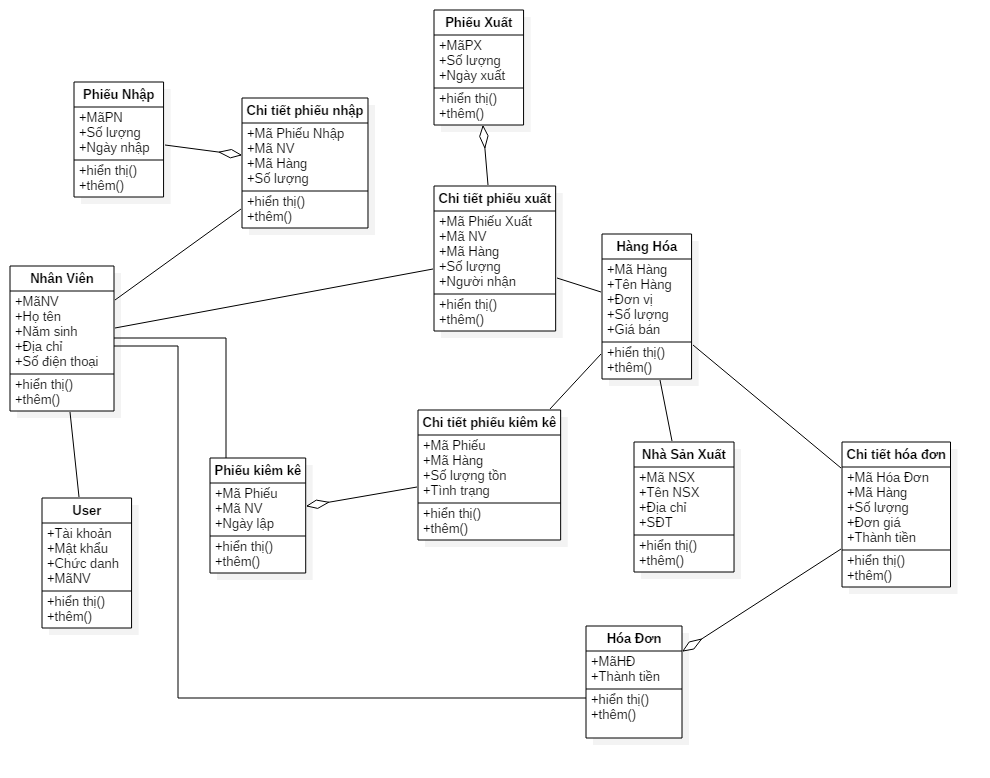 Phiếu Xuất
+MãPX
+Số lượng
+Ngày xuất
+hiển thị()
+thêm()
Phiếu Nhập
+MãPN
+Số lượng
+Ngày nhập
+hiển thị()
+thêm()
Chi tiết phiếu nhập
+Mã Phiếu Nhập
+Mã NV
+Mã Hàng
+Số lượng
+hiển thị()
+thêm()
Chi tiết phiếu xuất
+Mã Phiếu Xuất
+Mã NV
+Mã Hàng
+Số lượng
+Người nhận
+hiển thị()
+thêm()
Hàng Hóa
+Mã Hàng
+Tên Hàng
+Đơn vị
+Số lượng
+Giá bán
+hiển thị()
+thêm()
Nhân Viên
+MãNV
+Họ tên
+Năm sinh
+Địa chỉ
+Số điện thoại
+hiển thị()
+thêm()
Chi tiết phiếu kiêm kê
+Mã Phiếu
+Mã Hàng
+Số lượng tồn
+Tình trạng
+hiển thị()
+thêm()
Phiếu kiêm kê
+Mã Phiếu
+Mã NV
+Ngày lập
+hiển thị()
+thêm()
Nhà Sản Xuất
+Mã NSX
+Tên NSX
+Địa chỉ
+SĐT
+hiển thị()
+thêm()
Chi tiết hóa đơn
+Mã Hóa Đơn
+Mã Hàng
+Số lượng
+Đơn giá
+Thành tiền
+hiển thị()
+thêm()
User
+Tài khoản
+Mật khẩu
+Chức danh
+MãNV
+hiển thị()
+thêm()
Hóa Đơn
+MãHĐ
+Thành tiền
+hiển thị()
+thêm()